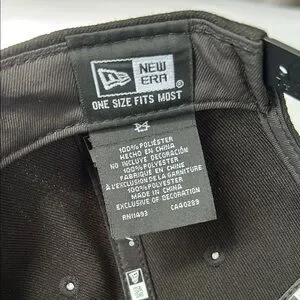 NEW
ERA
ONE SIZE FITS MOST
100% POLIÉSTER
HECHO EN CHINA
NO INCLUYE DECORACIÓN
100% POLYESTER
FABRIQUÉ EN CHINE
À L'EXCLUSION DE LA GARNITURE
100% POLYESTER
MADE IN CHINA
EXCLUSIVE OF DECORATION
RN11493 CA40289